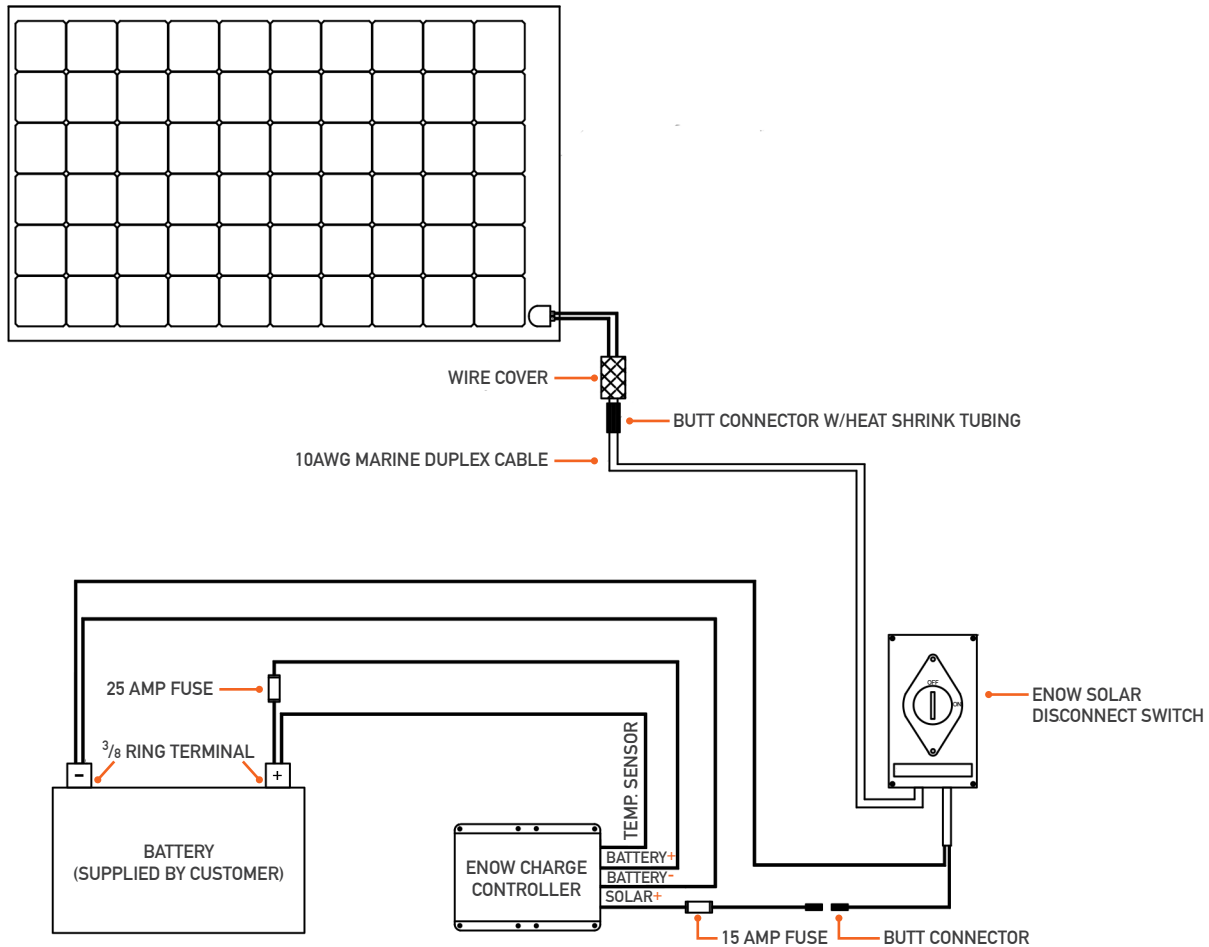 WIRE COVER
BUTT CONNECTOR W/HEAT SHRINK TUBING
10AWG MARINE DUPLEX CABLE
25 AMP FUSE
3/8 RING TERMINAL
-
+
BATTERY
(SUPPLIED BY CUSTOMER)
TEMP. SENSOR
ENOW CHARGE
CONTROLLER
BATTERY+
BATTERY-
SOLAR+
15 AMP FUSE
BUTT CONNECTOR
OFF
ON
ENOW SOLAR
DISCONNECT SWITCH